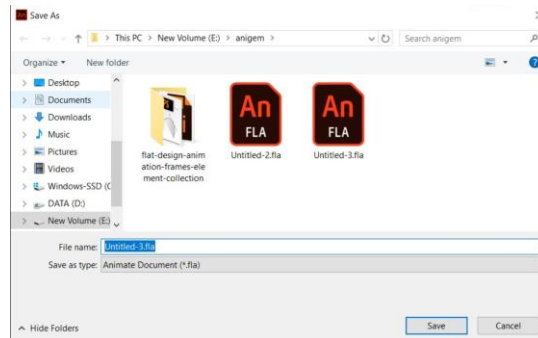 An Save As
This PC > New Volume (E:) > anigem >
Search anigem
Organize
New folder
Desktop
Documents
Downloads
Music
Pictures
Videos
Windows-SSD (C
DATA (D:)
New Volume (E:)
An
FLA
An
FLA
flat-design-anim
ation-frames-ele
ment-collection
Untitled-2.fla
Untitled-3.fla
File name: Untitled-3.fla
Save as type: Animate Document (*.fla)
Hide Folders
Save
Cancel